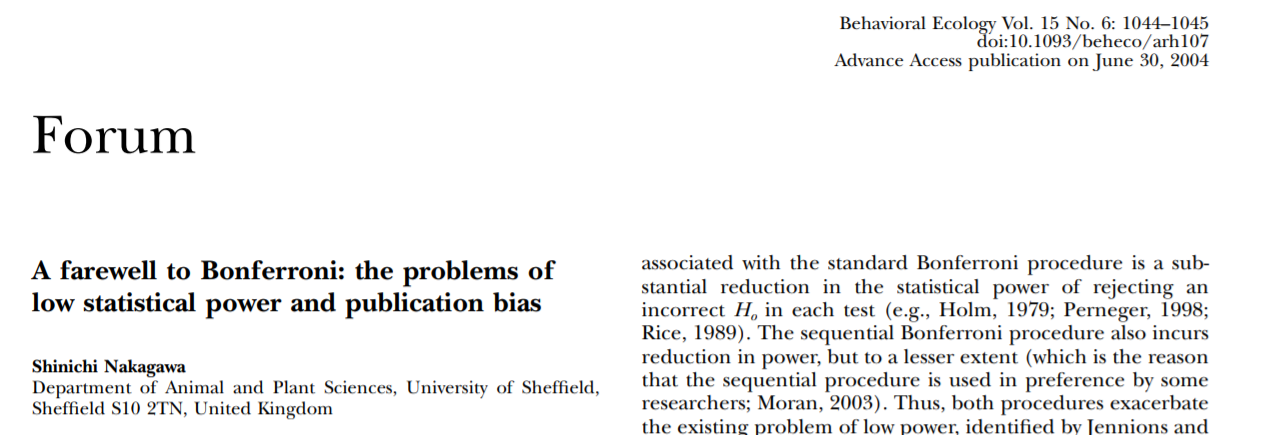 Behavioral Ecology Vol. 15 No. 6: 1044–1045
doi:10.1093/beheco/arh107
Advance Access publication on June 30, 2004
Forum
A farewell to Bonferroni: the problems of
low statistical power and publication bias
Shinichi Nakagawa
Department of Animal and Plant Sciences, University of Sheffield,
Sheffield S10 2TN, United Kingdom
associated with the standard Bonferroni procedure is a sub-
stantial reduction in the statistical power of rejecting an
incorrect Hₒ in each test (e.g., Holm, 1979; Perneger, 1998;
Rice, 1989). The sequential Bonferroni procedure also incurs
reduction in power, but to a lesser extent (which is the reason
that the sequential procedure is used in preference by some
researchers; Moran, 2003). Thus, both procedures exacerbate
the existing problem of low power, identified by Jennions and